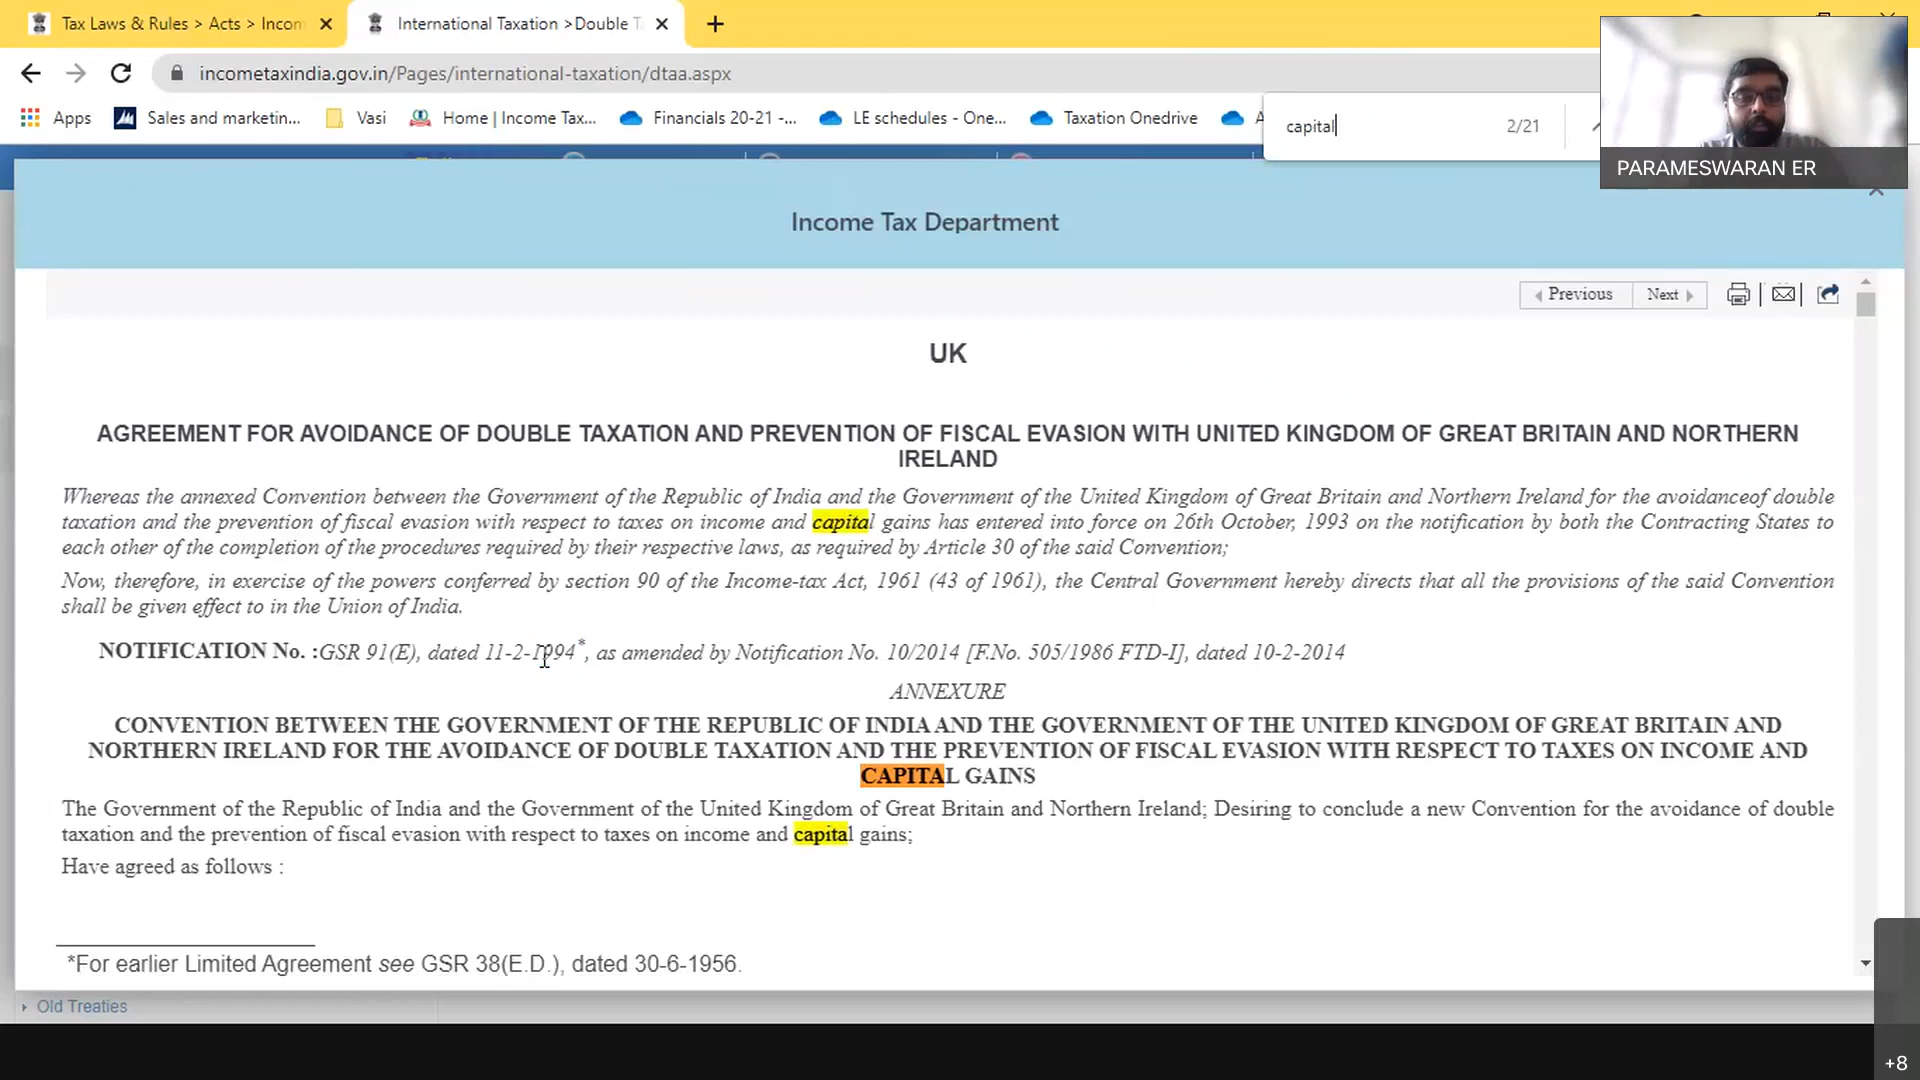 Tax Laws & Rules > Acts > Incom
International Taxation >Double T
incometaxindia.gov.in/Pages/international-taxation/dtaa.aspx
Apps
Sales and marketin...
Vasi
Home | Income Tax...
Financials 20-21 -...
LE schedules - One...
Taxation Onedrive
A
capital
2/21
PARAMESWARAN ER
Income Tax Department
Previous
Next
UK
AGREEMENT FOR AVOIDANCE OF DOUBLE TAXATION AND PREVENTION OF FISCAL EVASION WITH UNITED KINGDOM OF GREAT BRITAIN AND NORTHERN
IRELAND
Whereas the annexed Convention between the Government of the Republic of India and the Government of the United Kingdom of Great Britain and Northern Ireland for the avoidanceof double
taxation and the prevention of fiscal evasion with respect to taxes on income and capital gains has entered into force on 26th October, 1993 on the notification by both the Contracting States to
each other of the completion of the procedures required by their respective laws, as required by Article 30 of the said Convention;
Now, therefore, in exercise of the powers conferred by section 90 of the Income-tax Act, 1961 (43 of 1961), the Central Government hereby directs that all the provisions of the said Convention
shall be given effect to in the Union of India.
NOTIFICATION No. :GSR 91(E), dated 11-2-1994*, as amended by Notification No. 10/2014 [F.No. 505/1986 FTD-I], dated 10-2-2014
ANNEXURE
CONVENTION BETWEEN THE GOVERNMENT OF THE REPUBLIC OF INDIA AND THE GOVERNMENT OF THE UNITED KINGDOM OF GREAT BRITAIN AND
NORTHERN IRELAND FOR THE AVOIDANCE OF DOUBLE TAXATION AND THE PREVENTION OF FISCAL EVASION WITH RESPECT TO TAXES ON INCOME AND
CAPITAL GAINS
The Government of the Republic of India and the Government of the United Kingdom of Great Britain and Northern Ireland; Desiring to conclude a new Convention for the avoidance of double
taxation and the prevention of fiscal evasion with respect to taxes on income and capital gains;
Have agreed as follows :
*For earlier Limited Agreement see GSR 38(E.D.), dated 30-6-1956.
Old Treaties
+8